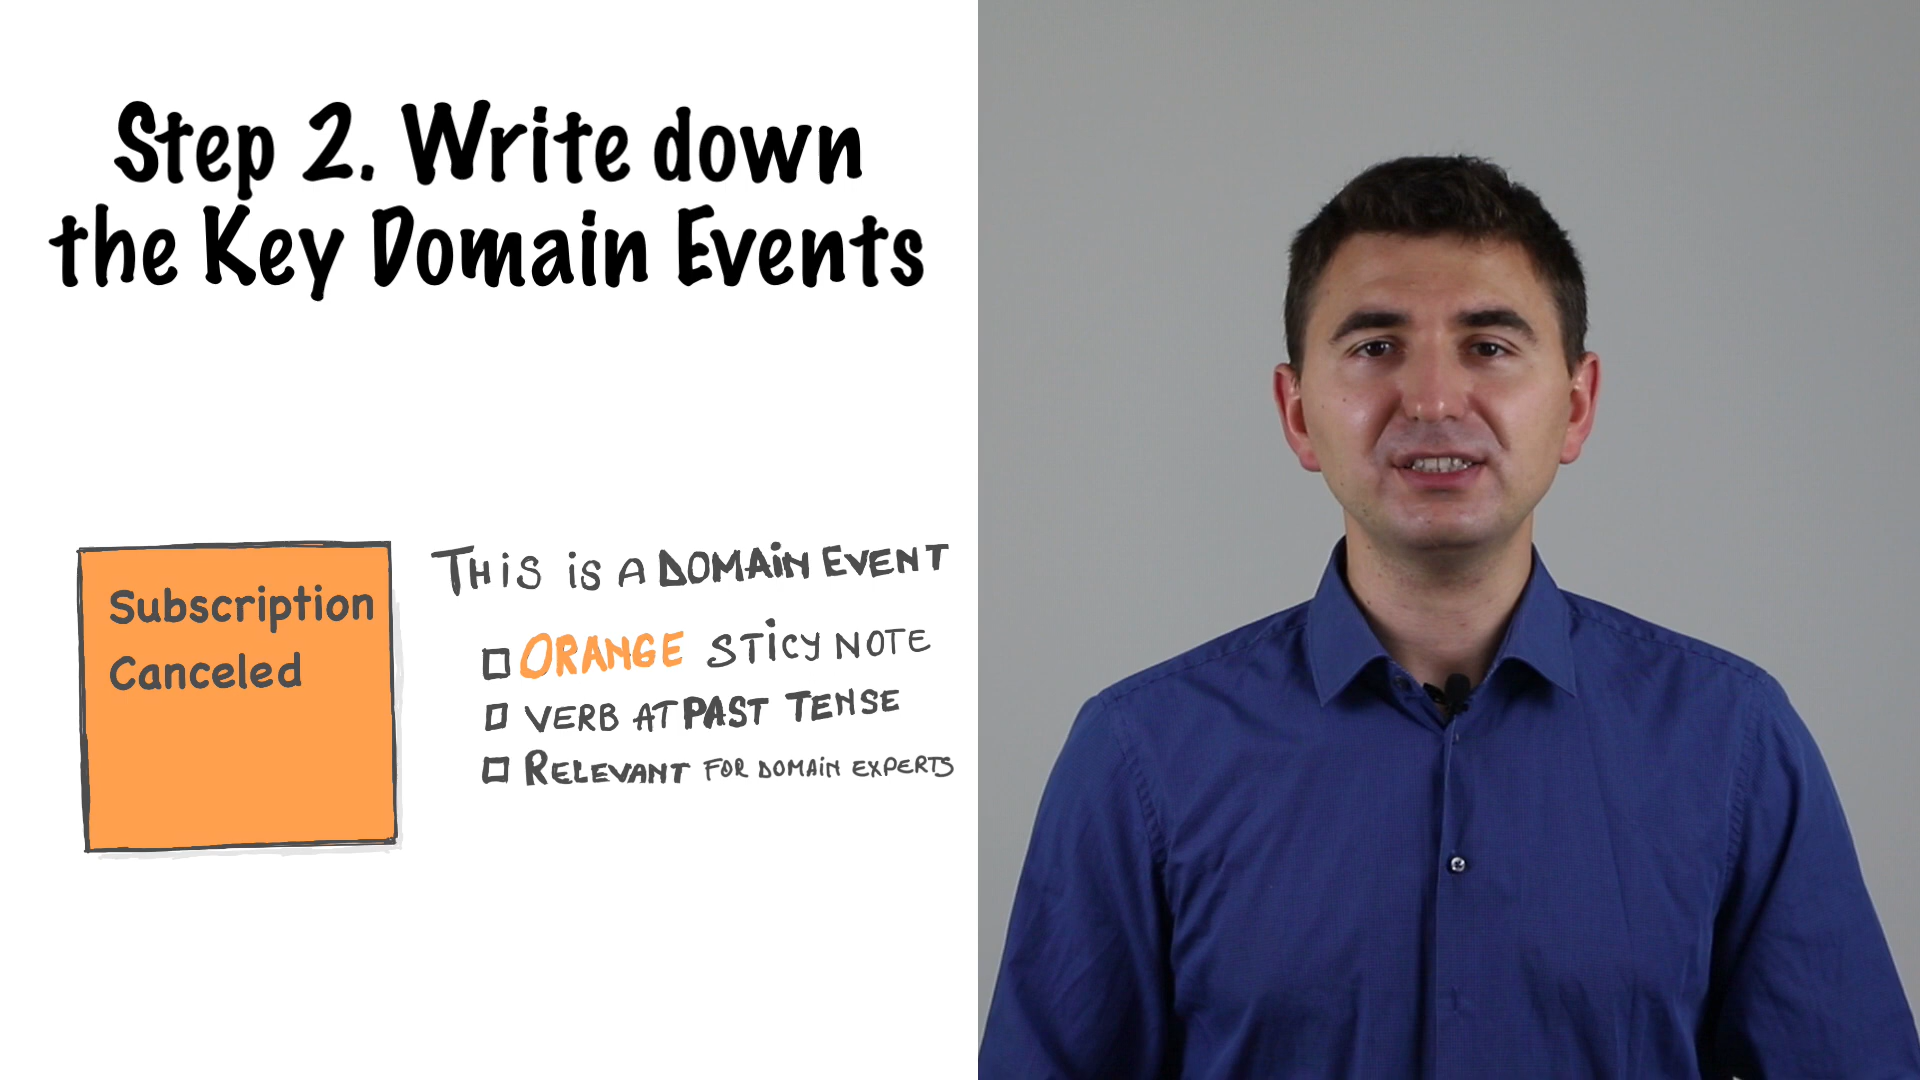 Step 2. Write down
the Key Domain Events
Subscription
Canceled
THIS IS A DOMAIN EVENT
ORANGE STICY NOTE
VERB AT PAST TENSE
RELEVANT FOR DOMAIN EXPERTS